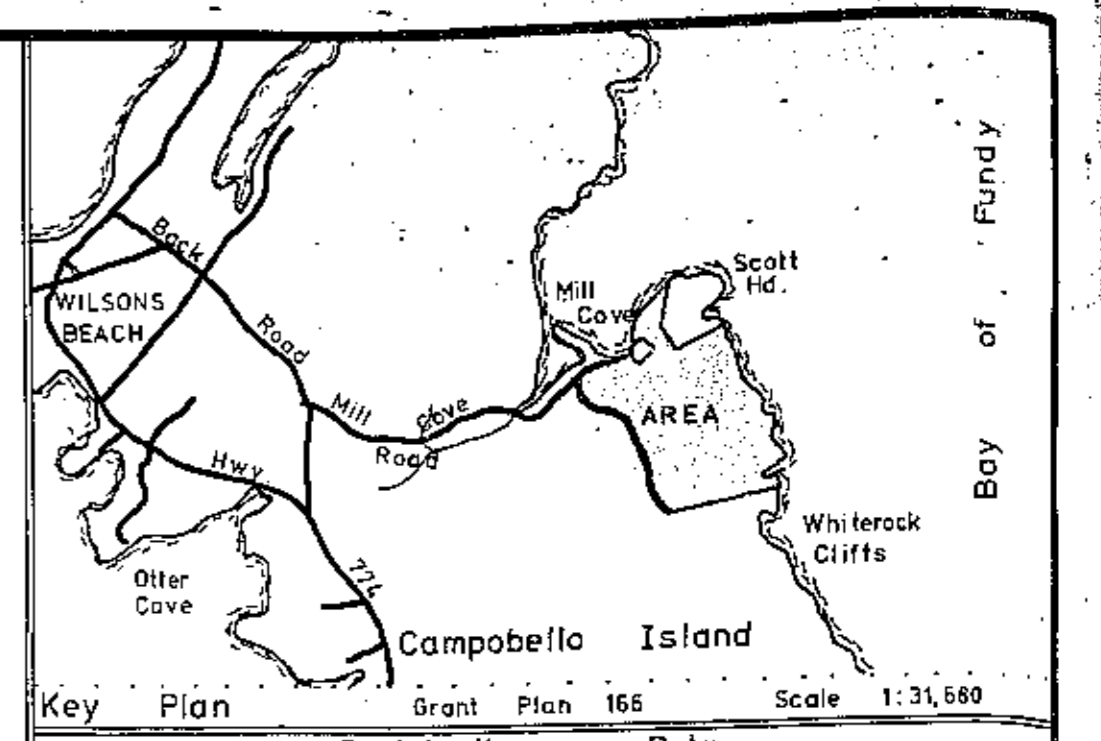 Bay of Fundy
Back
Road
WILSONS
BEACH
Mill
Cove
Scott
Hd.
Mill Cove
Road
AREA
Hwy
774
Whiterock
Cliffs
Otter
Cove
Campobello Island
Key Plan Grant Plan 166 Scale 1:31,680